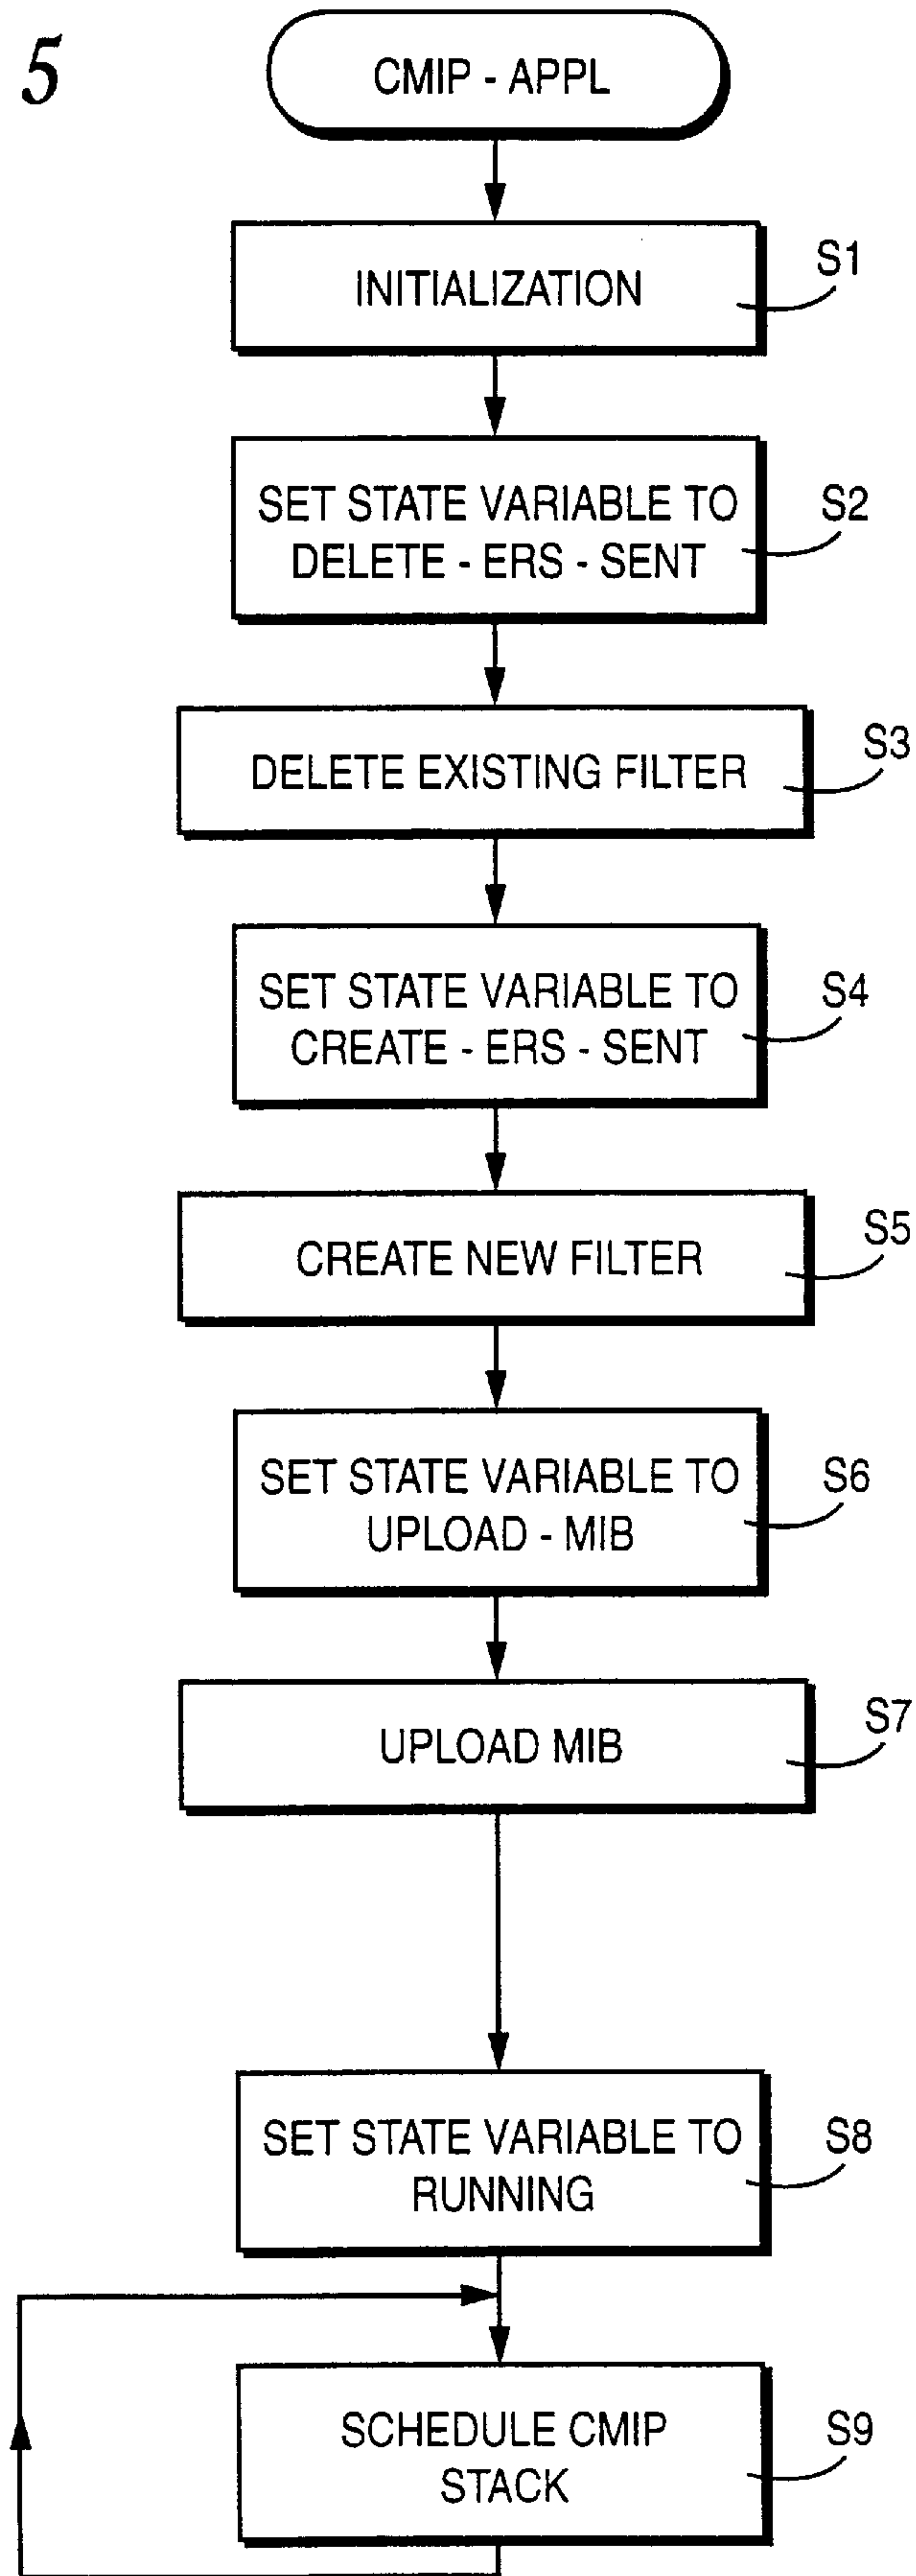 5
CMIP - APPL
INITIALIZATION
S1
SET STATE VARIABLE TO
DELETE - ERS - SENT
S2
DELETE EXISTING FILTER
S3
SET STATE VARIABLE TO
CREATE - ERS - SENT
S4
CREATE NEW FILTER
S5
SET STATE VARIABLE TO
UPLOAD - MIB
S6
UPLOAD MIB
S7
SET STATE VARIABLE TO
RUNNING
S8
SCHEDULE CMIP
STACK
S9